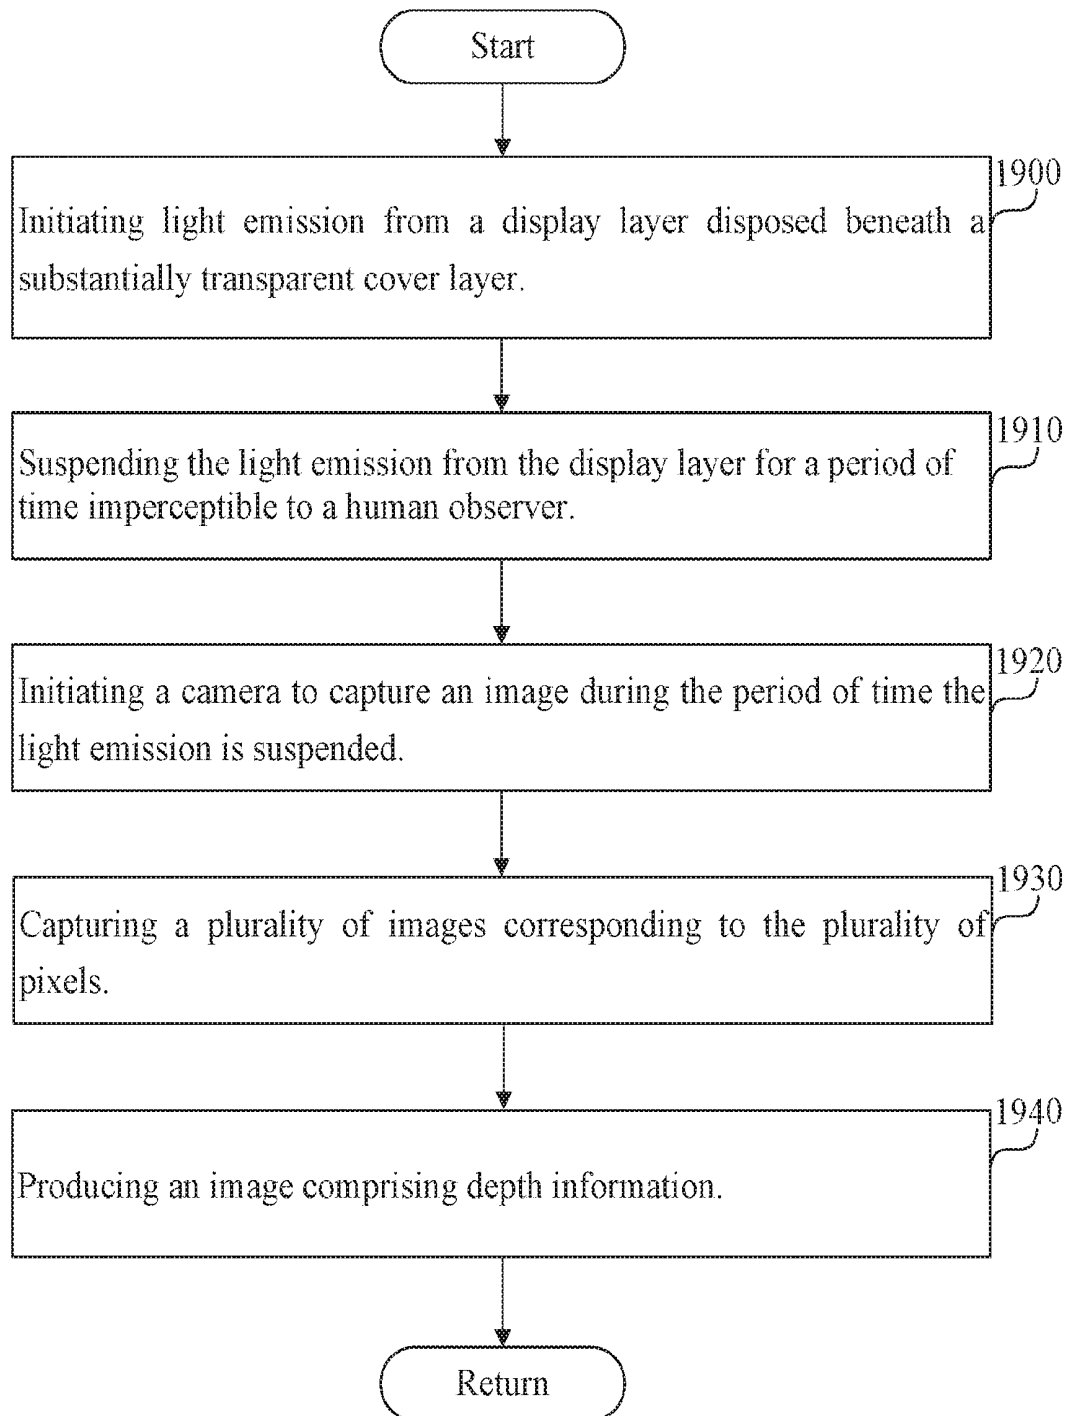 Start
1900
Initiating light emission from a display layer disposed beneath a
substantially transparent cover layer.
1910
Suspending the light emission from the display layer for a period of
time imperceptible to a human observer.
1920
Initiating a camera to capture an image during the period of time the
light emission is suspended.
1930
Capturing a plurality of images corresponding to the plurality of
pixels.
1940
Producing an image comprising depth information.
Return